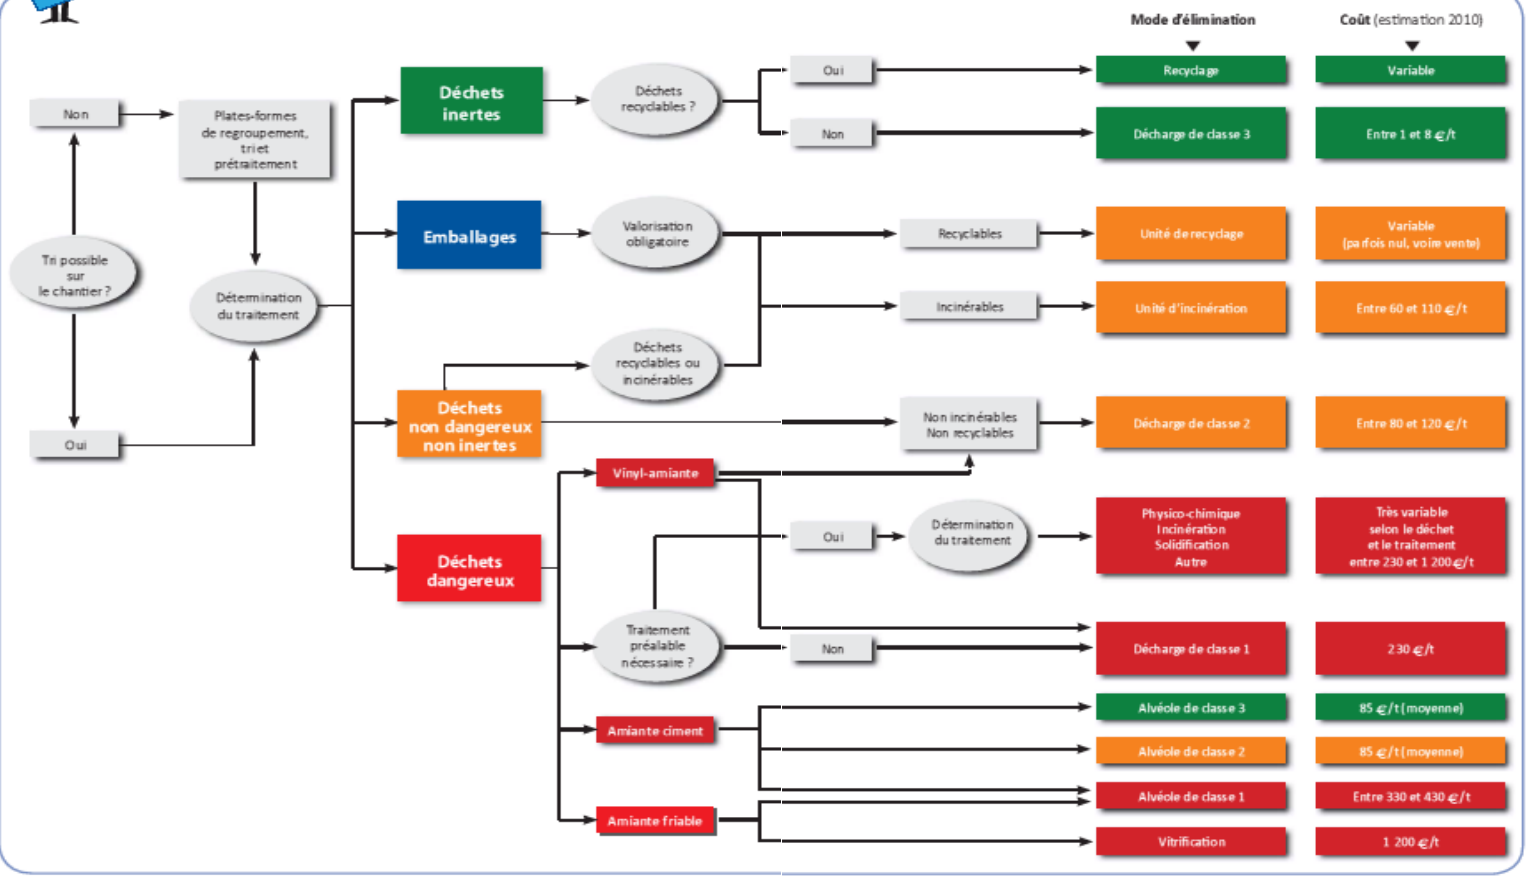 Mode d'élimination
Coût (estimation 2010)
Non
Plates-formes
de regroupement,
tri et
prétraitement
Tri possible
sur
le chantier ?
Oui
Détermination
du traitement
Déchets
inertes
Déchets
recyclables ?
Oui
Recyclage
Variable
Non
Décharge de classe 3
Entre 1 et 8 €/t
Emballages
Valorisation
obligatoire
Recyclables
Unité de recyclage
Variable
(parfois nul, voire vente)
Incinérables
Unité d'incinération
Entre 60 et 110 €/t
Déchets
recyclables ou
incinérables
Déchets
non dangereux
non inertes
Non incinérables
Non recyclables
Décharge de classe 2
Entre 80 et 120 €/t
Déchets
dangereux
Vinyl-amiante
Traitement
préalable
nécessaire ?
Oui
Détermination
du traitement
Physico-chimique
Incinération
Solidification
Autre
Très variable
selon le déchet
et le traitement
entre 230 et 1 200 €/t
Non
Décharge de classe 1
230 €/t
Amiante ciment
Alvéole de classe 3
85 €/t (moyenne)
Alvéole de classe 2
85 €/t (moyenne)
Alvéole de classe 1
Entre 330 et 430 €/t
Amiante friable
Vitrification
1 200 €/t